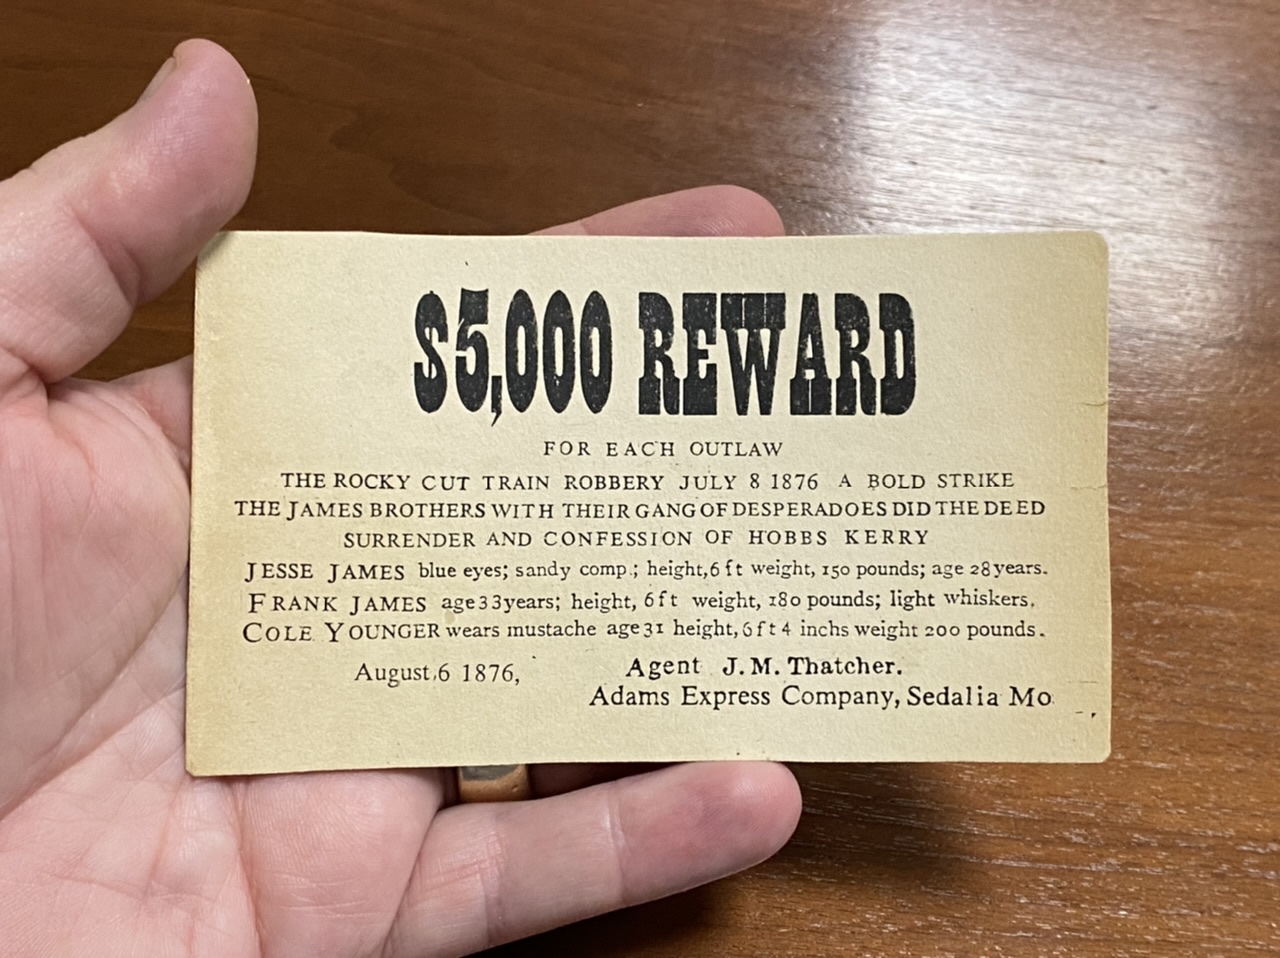 $5,000 REWARD
FOR EACH OUTLAW
THE ROCKY CUT TRAIN ROBBERY JULY 8 1876 A BOLD STRIKE
THE JAMES BROTHERS WITH THEIR GANG OF DESPERADOES DID THE DEED
SURRENDER AND CONFESSION OF HOBBS KERRY
JESSE JAMES blue eyes; sandy comp.; height,6 ft weight, 150 pounds; age 28 years.
FRANK JAMES age 33 years; height, 6 ft weight, 180 pounds; light whiskers.
COLE YOUNGER wears mustache age 31 height, 6 ft 4 inchs weight 200 pounds.
August.6 1876, Agent J. M. Thatcher.
Adams Express Company, Sedalia Mo